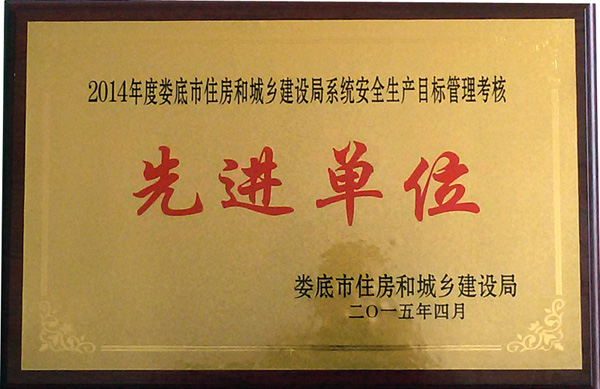 2014年度娄底市住房和城乡建设局系统安全生产目标管理考核
先进单位
娄底市住房和城乡建设局
二〇一五年四月